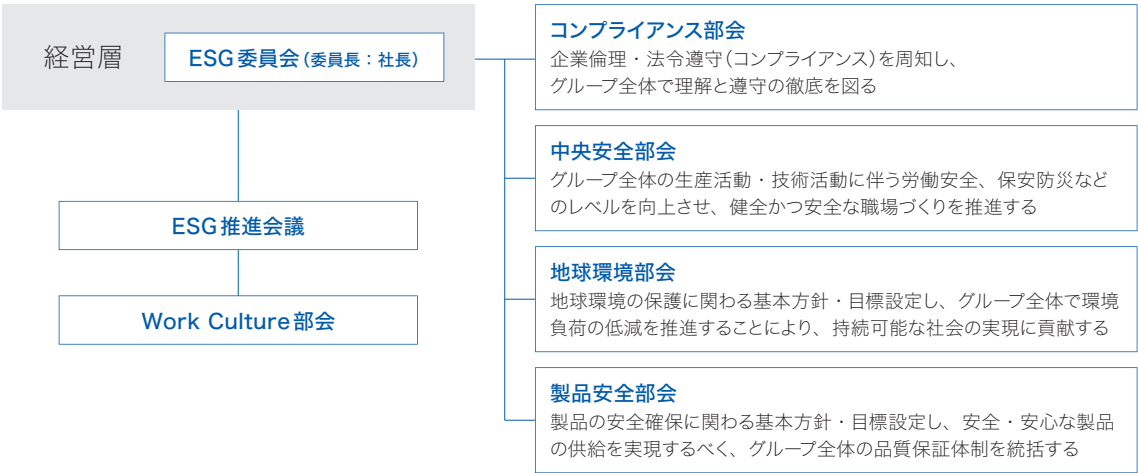 経営層
ESG委員会(委員長：社長)
ESG推進会議
Work Culture部会
コンプライアンス部会
企業倫理・法令遵守(コンプライアンス)を周知し、
グループ全体で理解と遵守の徹底を図る
中央安全部会
グループ全体の生産活動・技術活動に伴う労働安全、保安防災など
のレベルを向上させ、健全かつ安全な職場づくりを推進する
地球環境部会
地球環境の保護に関わる基本方針・目標設定し、グループ全体で環境
負荷の低減を推進することにより、持続可能な社会の実現に貢献する
製品安全部会
製品の安全確保に関わる基本方針・目標設定し、安全・安心な製品
の供給を実現するべく、グループ全体の品質保証体制を統括する